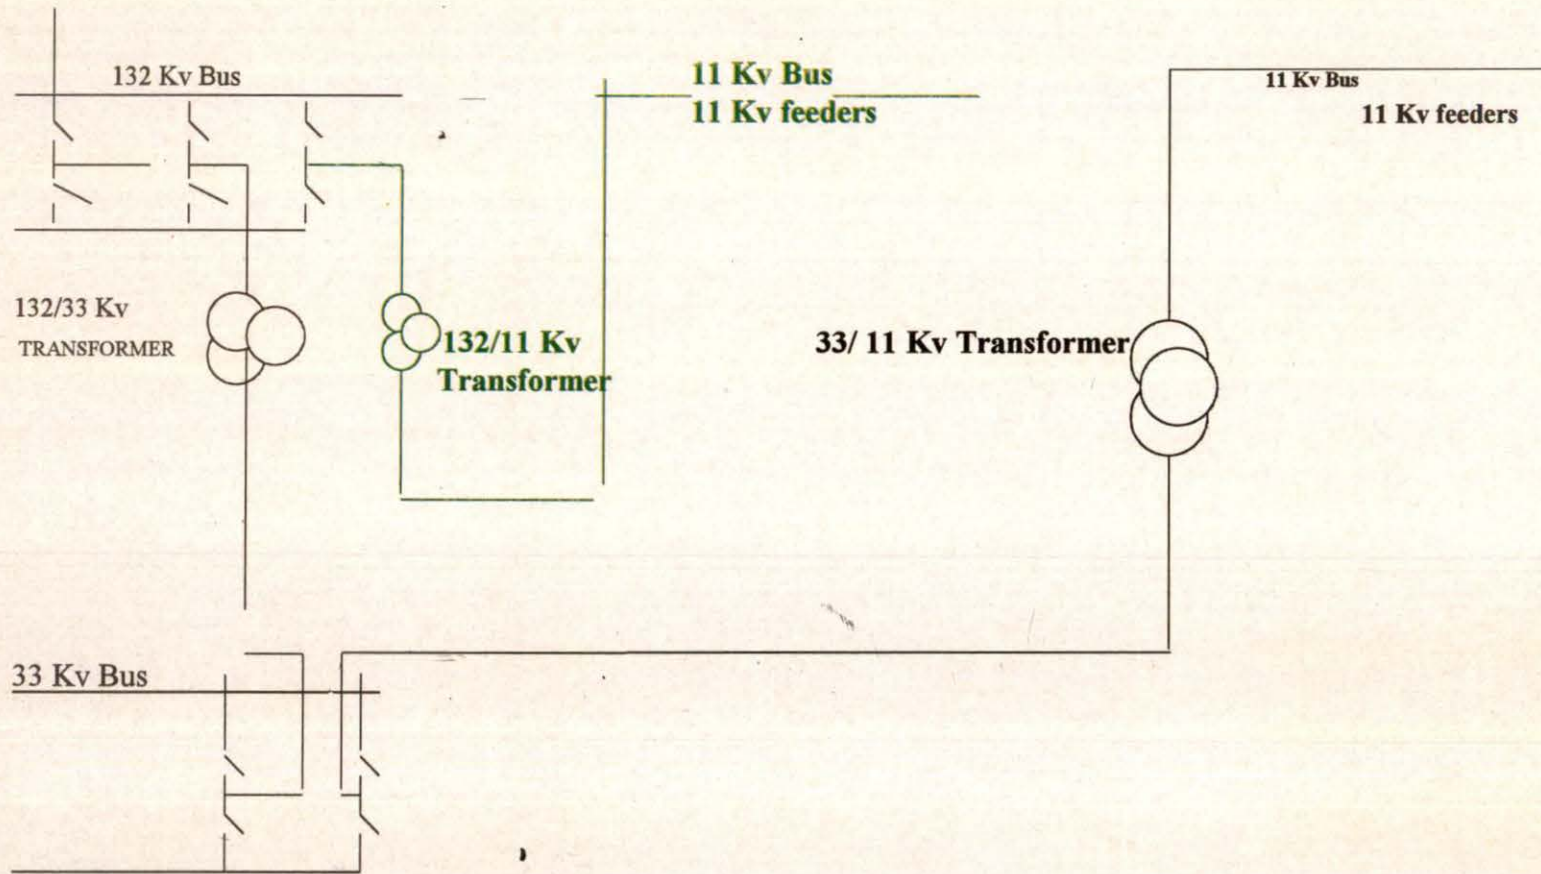 132 Kv Bus
11 Kv Bus
11 Kv feeders
11 Kv Bus
11 Kv feeders
132/33 Kv
TRANSFORMER
132/11 Kv
Transformer
33/ 11 Kv Transformer
33 Kv Bus